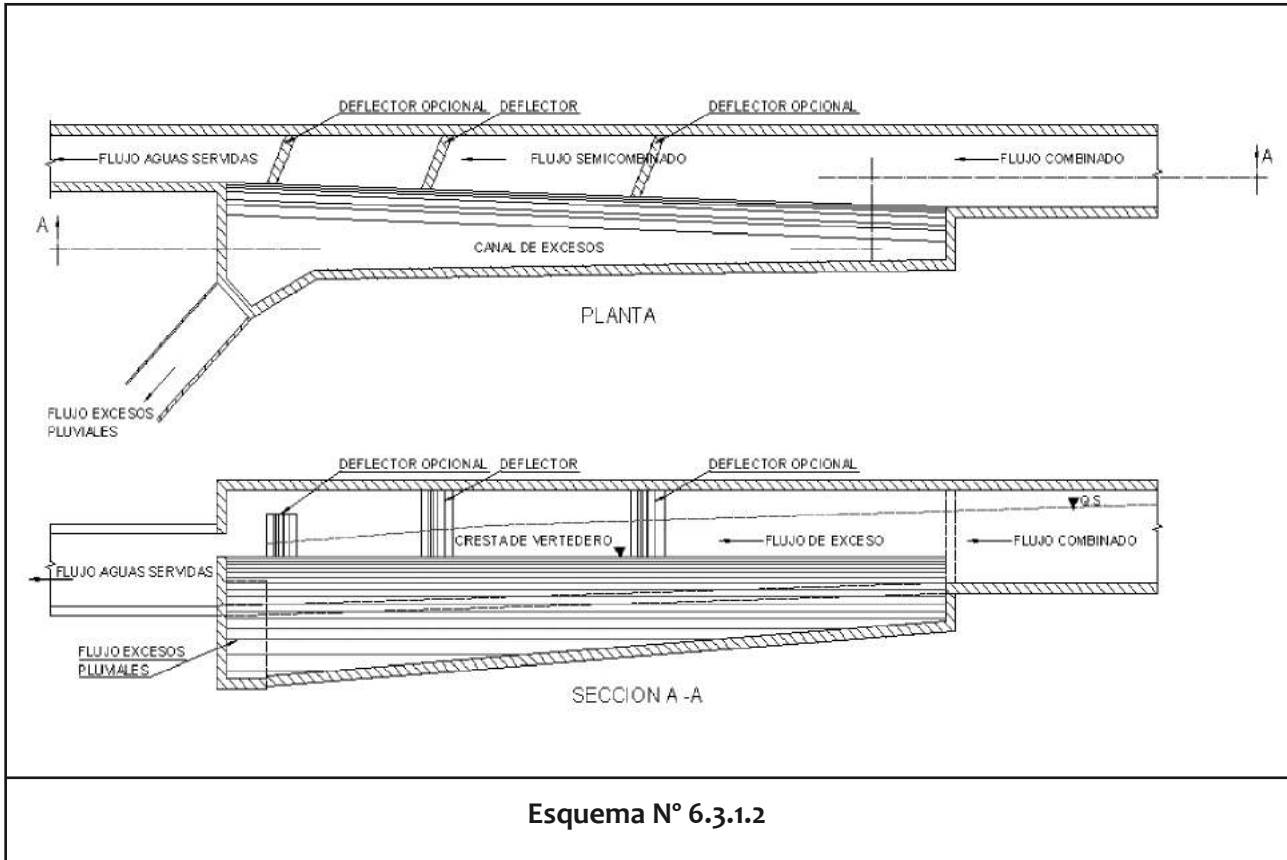 DEFLECTOR OPCIONAL DEFLECTOR DEFLECTOR OPCIONAL
FLUJO AGUAS SERVIDAS FLUJO SEMICOMBINADO FLUJO COMBINADO A
A
CANAL DE EXCESOS
PLANTA
FLUJO EXCESOS
PLUVIALES
DEFLECTOR OPCIONAL DEFLECTOR DEFLECTOR OPCIONAL
Q.S
CRESTA DE VERTEDERO FLUJO DE EXCESO FLUJO COMBINADO
FLUJO AGUAS SERVIDAS
FLUJO EXCESOS
PLUVIALES
SECCION A -A
Esquema N° 6.3.1.2